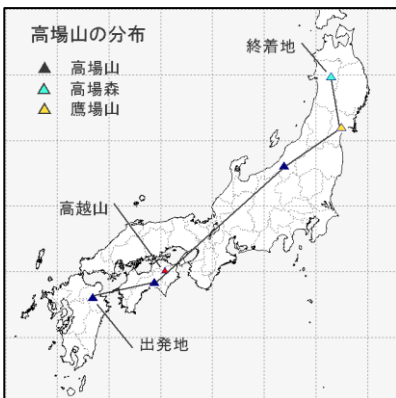 高場山の分布
高場山
高場森
鷹場山
終着地
高越山
出発地